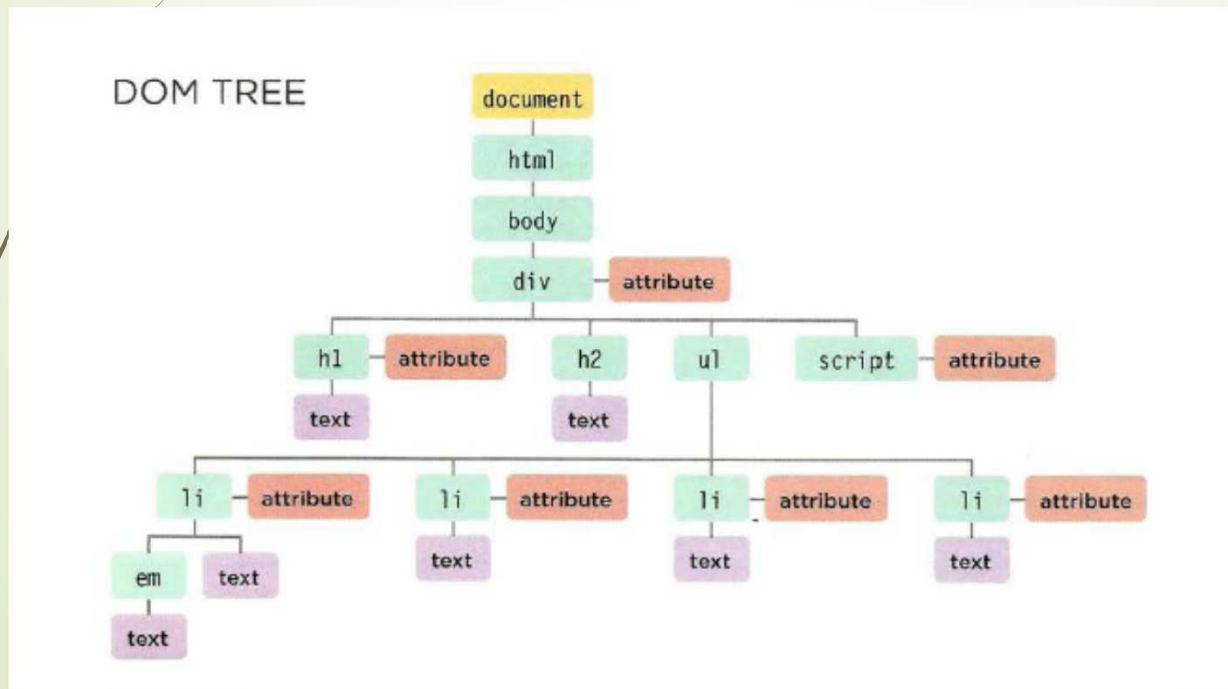 DOM TREE
document
html
body
div attribute
h1 attribute h2 ul script attribute
text text
li attribute li attribute li attribute li attribute
text text text
em text
text